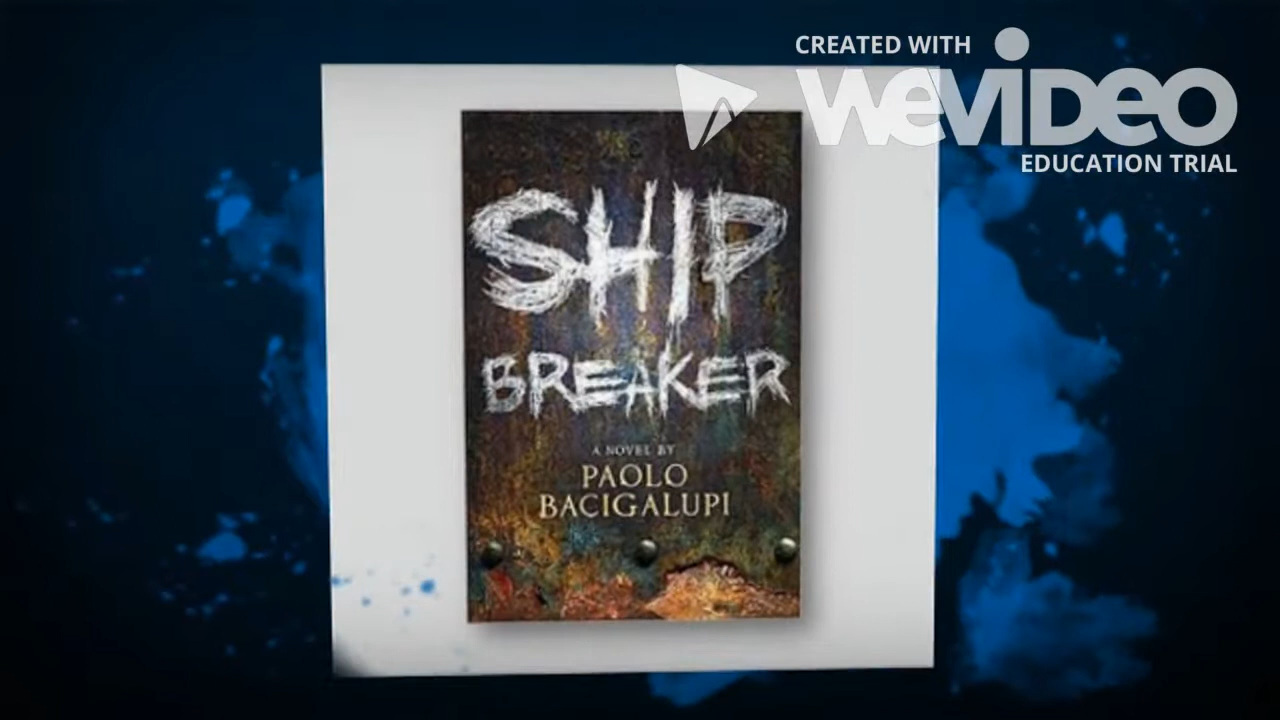 CREATED WITH
WEVIDEO
EDUCATION TRIAL
SHIP
BREAKER
A NOVEL BY
PAOLO
BACIGALUPI